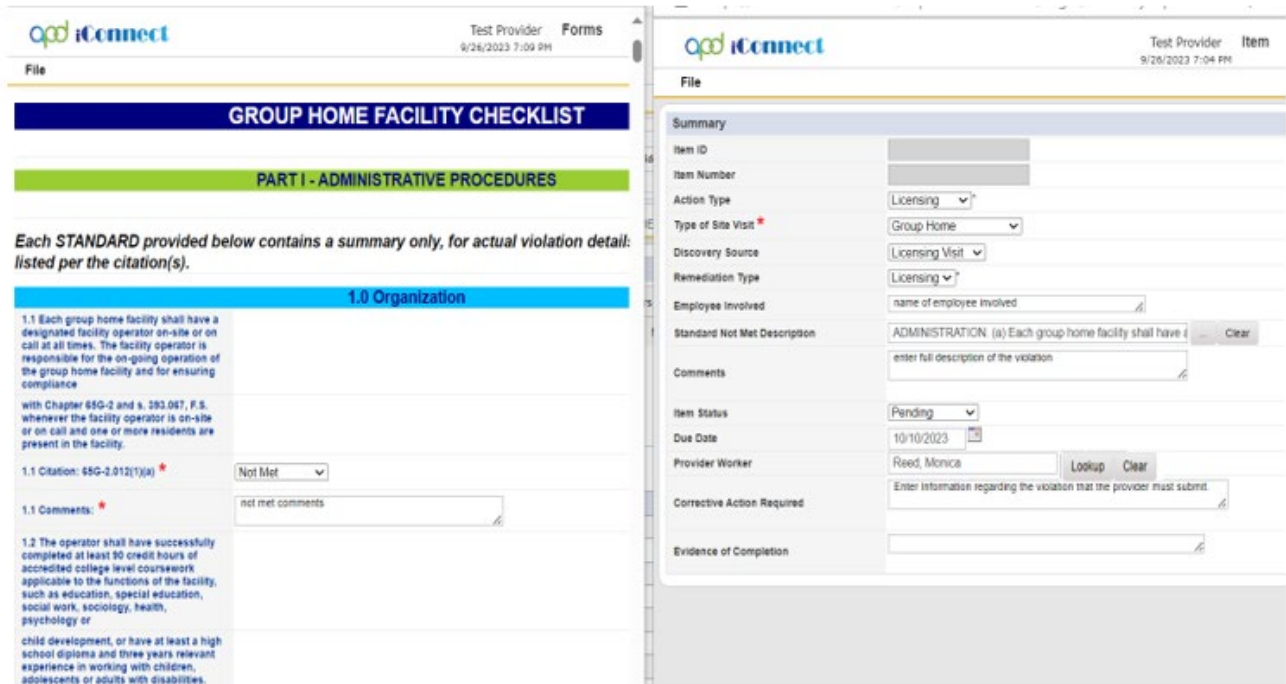 apd iConnect
Test Provider Forms
9/26/2023 7:09 PM
File
GROUP HOME FACILITY CHECKLIST
PART I - ADMINISTRATIVE PROCEDURES
Each STANDARD provided below contains a summary only, for actual violation details
listed per the citation(s).
1.0 Organization
1.1 Each group home facility shall have a
designated facility operator on-site or on
call at all times. The facility operator is
responsible for the on-going operation of
the group home facility and for ensuring
compliance
with Chapter 65G-2 and s. 393.067, F.S.
whenever the facility operator is on-site
or on call and one or more residents are
present in the facility.
1.1 Citation: 65G-2.012(1)(a) * Not Met
1.1 Comments: * not met comments
1.2 The operator shall have successfully
completed at least 90 credit hours of
accredited college level coursework
applicable to the functions of the facility,
such as education, special education,
social work, sociology, health,
psychology or
child development, or have at least a high
school diploma and three years relevant
experience in working with children,
adolescents or adults with disabilities.
apd iConnect
Test Provider Item
9/26/2023 7:04 PM
File
Summary
Item ID
Item Number
Action Type Licensing *
Type of Site Visit * Group Home
Discovery Source Licensing Visit
Remediation Type Licensing *
Employee Involved name of employee involved
Standard Not Met Description ADMINISTRATION. (a) Each group home facility shall have a ... Clear
Comments enter full description of the violation
Item Status Pending
Due Date 10/10/2023
Provider Worker Reed, Monica Lookup Clear
Corrective Action Required Enter Information regarding the violation that the provider must submit.
Evidence of Completion